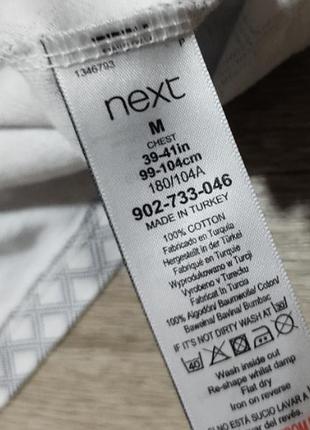 1346793
P
next
M
CHEST
39-41in
99-104cm
180/104A
902-733-046
MADE IN TURKEY
100% COTTON
Fabricado en Turquía
Hergestellt in der Türkei
Fabriqué en Turquie
Wyprodukowano w Turcji
Vyrobeno v Turecku
Fabricat in Turcia
100% Algodón/ Baumwolle/ Coton/
Bawełna/ Bavlna/ Bumbac
IF IT'S NOT DIRTY WASH AT
40
Wash inside out
Re-shape whilst damp
Flat dry
Iron on reverse
SI NO ESTÁ SUCIO LAVAR A